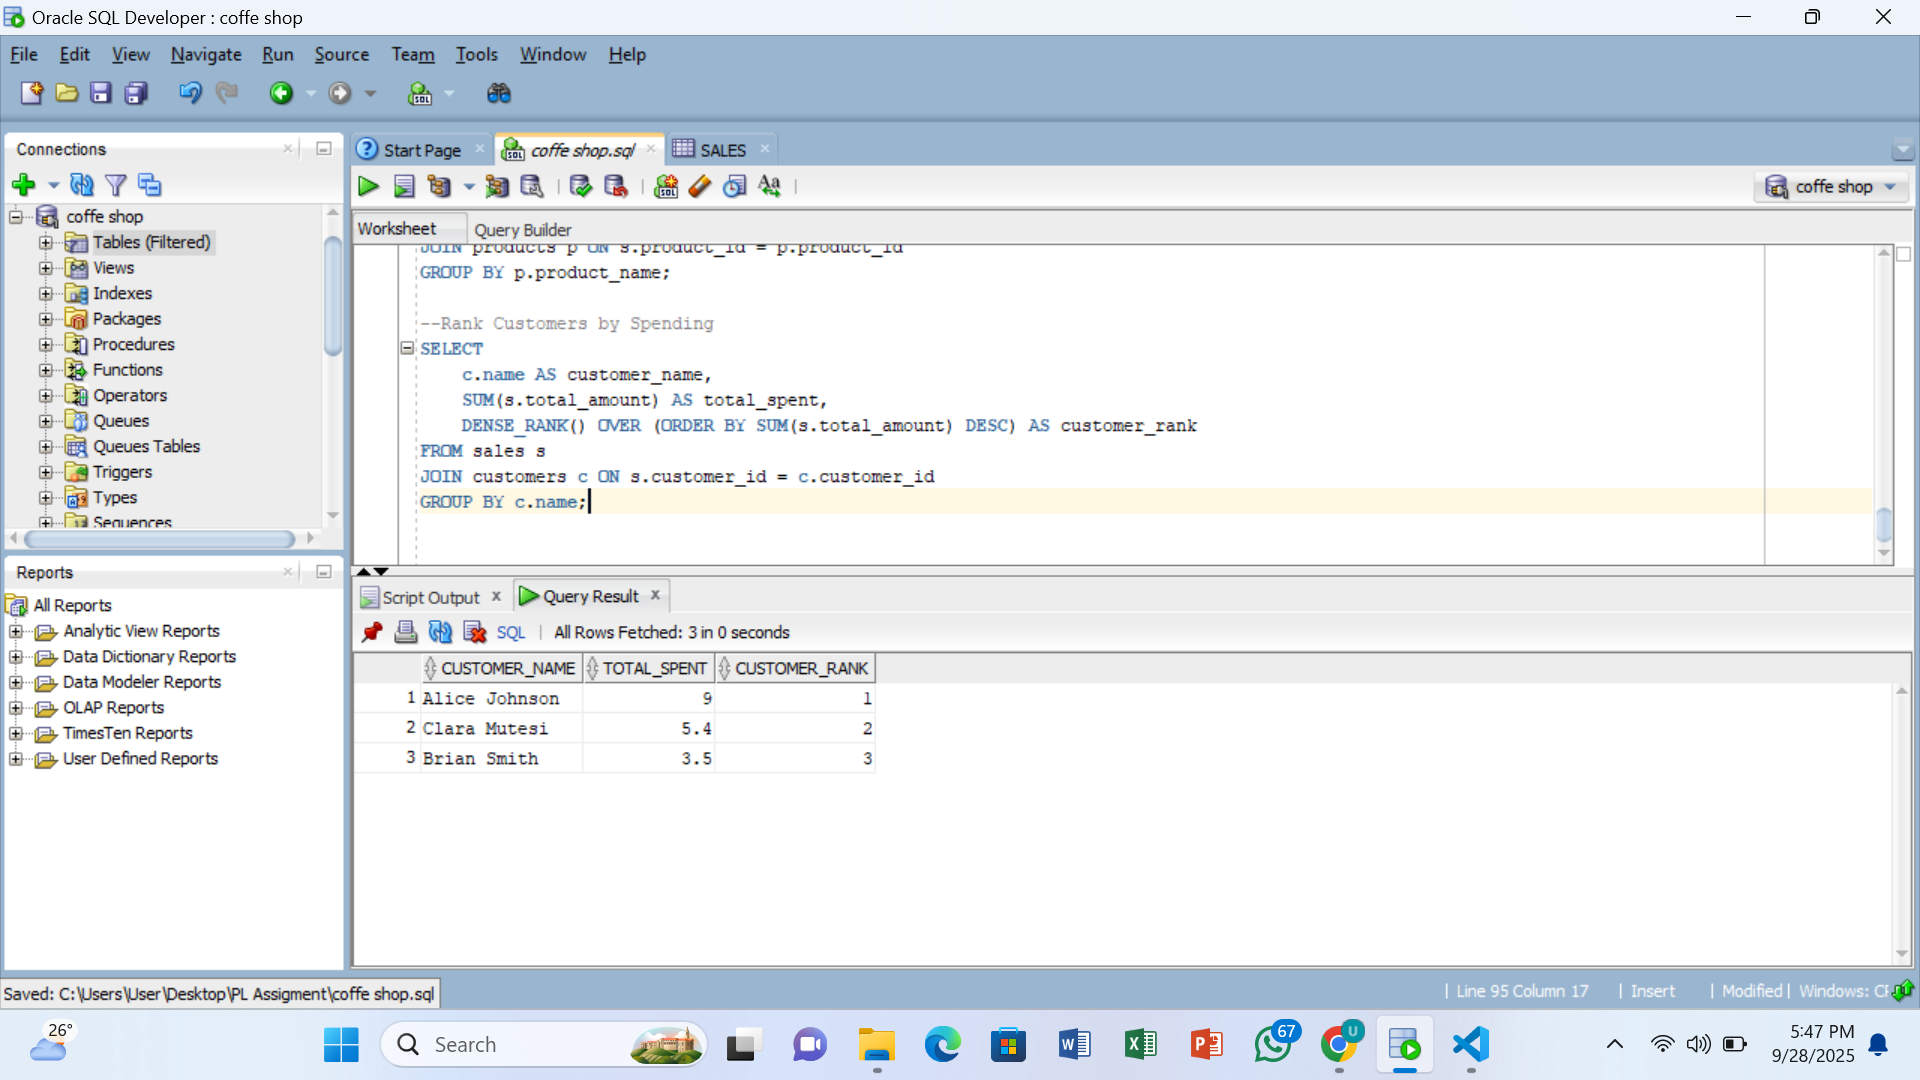 Oracle SQL Developer : coffe shop
File Edit View Navigate Run Source Team Tools Window Help
Connections
Start Page
coffe shop.sql
SALES
coffe shop
Worksheet
Query Builder
coffe shop
Tables (Filtered)
Views
Indexes
Packages
Procedures
Functions
Operators
Queues
Queues Tables
Triggers
Types
Sequences
JOIN products p ON s.product_id = p.product_id
GROUP BY p.product_name;
--Rank Customers by Spending
SELECT
c.name AS customer_name,
SUM(s.total_amount) AS total_spent,
DENSE_RANK() OVER (ORDER BY SUM(s.total_amount) DESC) AS customer_rank
FROM sales s
JOIN customers c ON s.customer_id = c.customer_id
GROUP BY c.name;
Reports
All Reports
Analytic View Reports
Data Dictionary Reports
Data Modeler Reports
OLAP Reports
TimesTen Reports
User Defined Reports
Script Output
Query Result
SQL
All Rows Fetched: 3 in 0 seconds
CUSTOMER_NAME TOTAL_SPENT CUSTOMER_RANK
1 Alice Johnson 9 1
2 Clara Mutesi 5.4 2
3 Brian Smith 3.5 3
Saved: C:\Users\User\Desktop\PL Assigment\coffe shop.sql
Line 95 Column 17 | Insert | Modified | Windows:
26°
Search
67
U
5:47 PM
9/28/2025